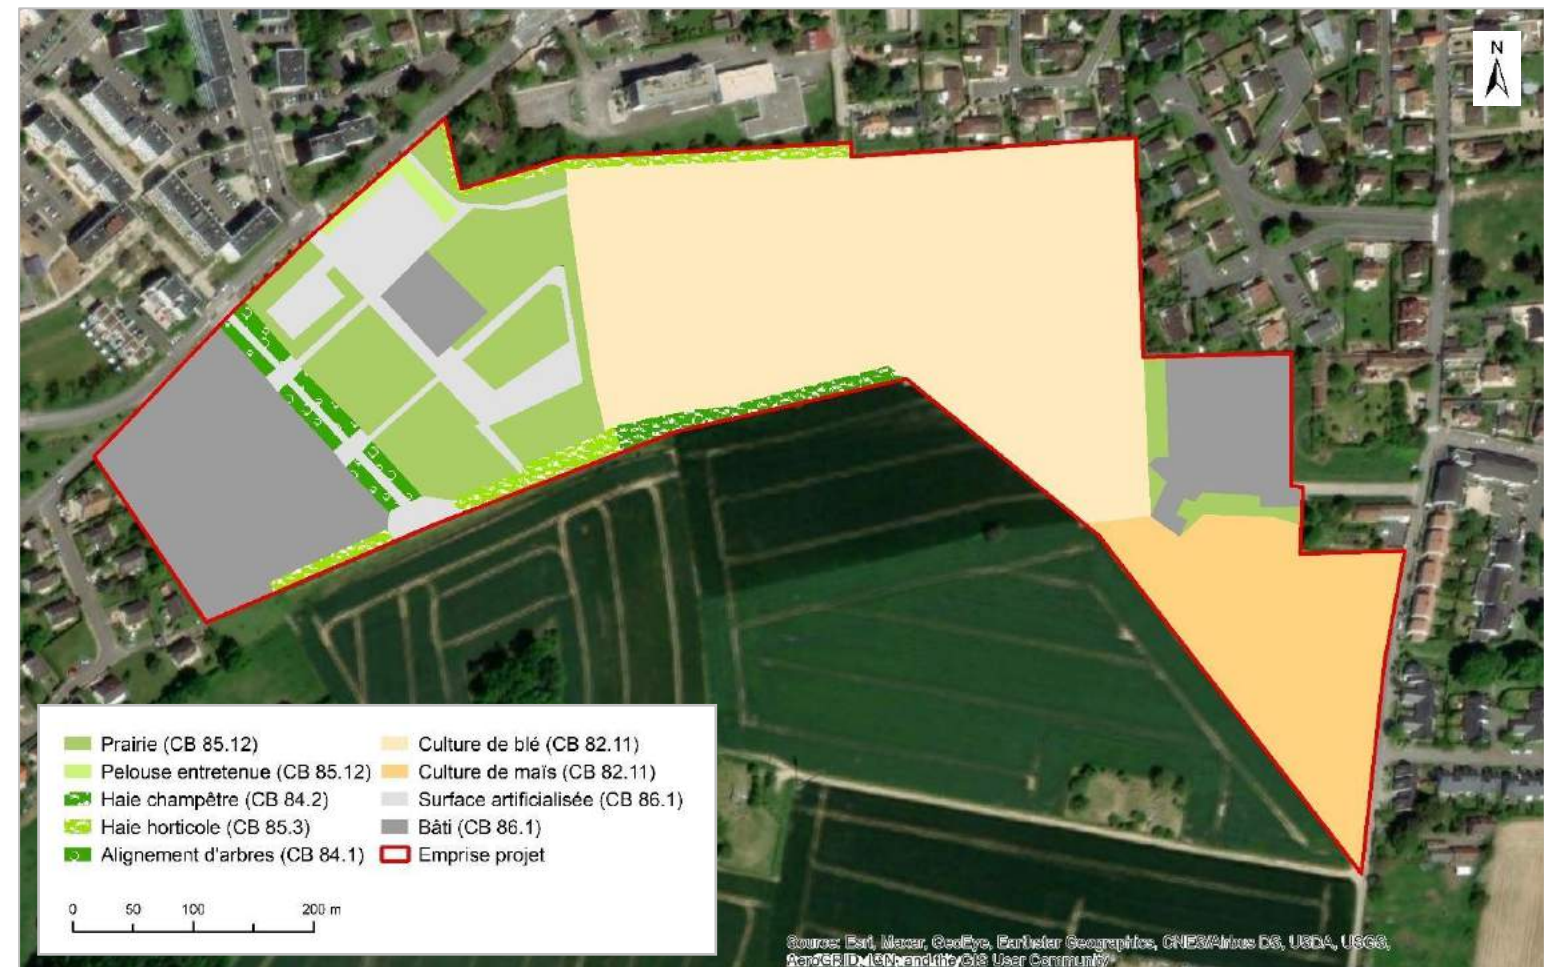 N
Prairie (CB 85.12)
Pelouse entretenue (CB 85.12)
Haie champêtre (CB 84.2)
Haie horticole (CB 85.3)
Alignement d'arbres (CB 84.1)
Culture de blé (CB 82.11)
Culture de maïs (CB 82.11)
Surface artificialisée (CB 86.1)
Bâti (CB 86.1)
Emprise projet
0 50 100 200 m
Source: Esri, Maxar, GeoEye, Earthstar Geographics, CNES/Airbus DS, USDA, USGS,
AeroGRID, IGN, and the GIS User Community